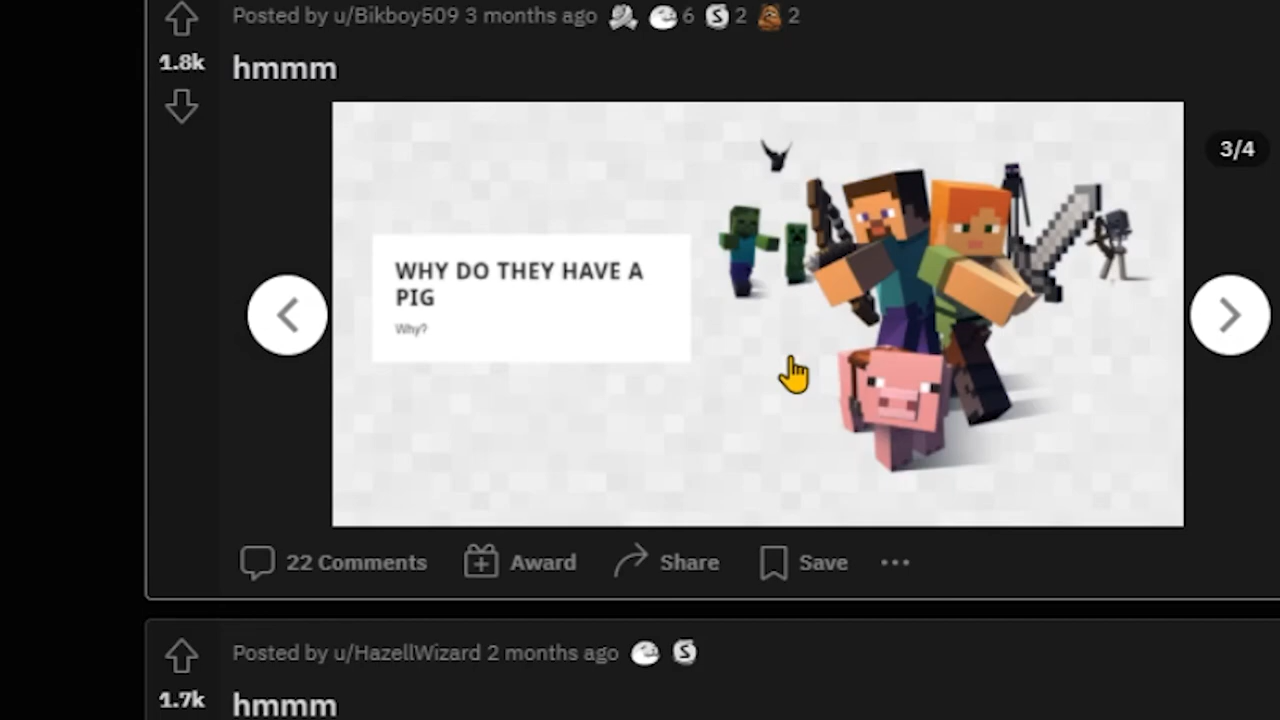 Posted by u/Bikboy509 3 months ago 6 2 2
1.8k
hmmm
3/4
WHY DO THEY HAVE A
PIG
Why?
22 Comments Award Share Save
Posted by u/HazellWizard 2 months ago
1.7k
hmmm